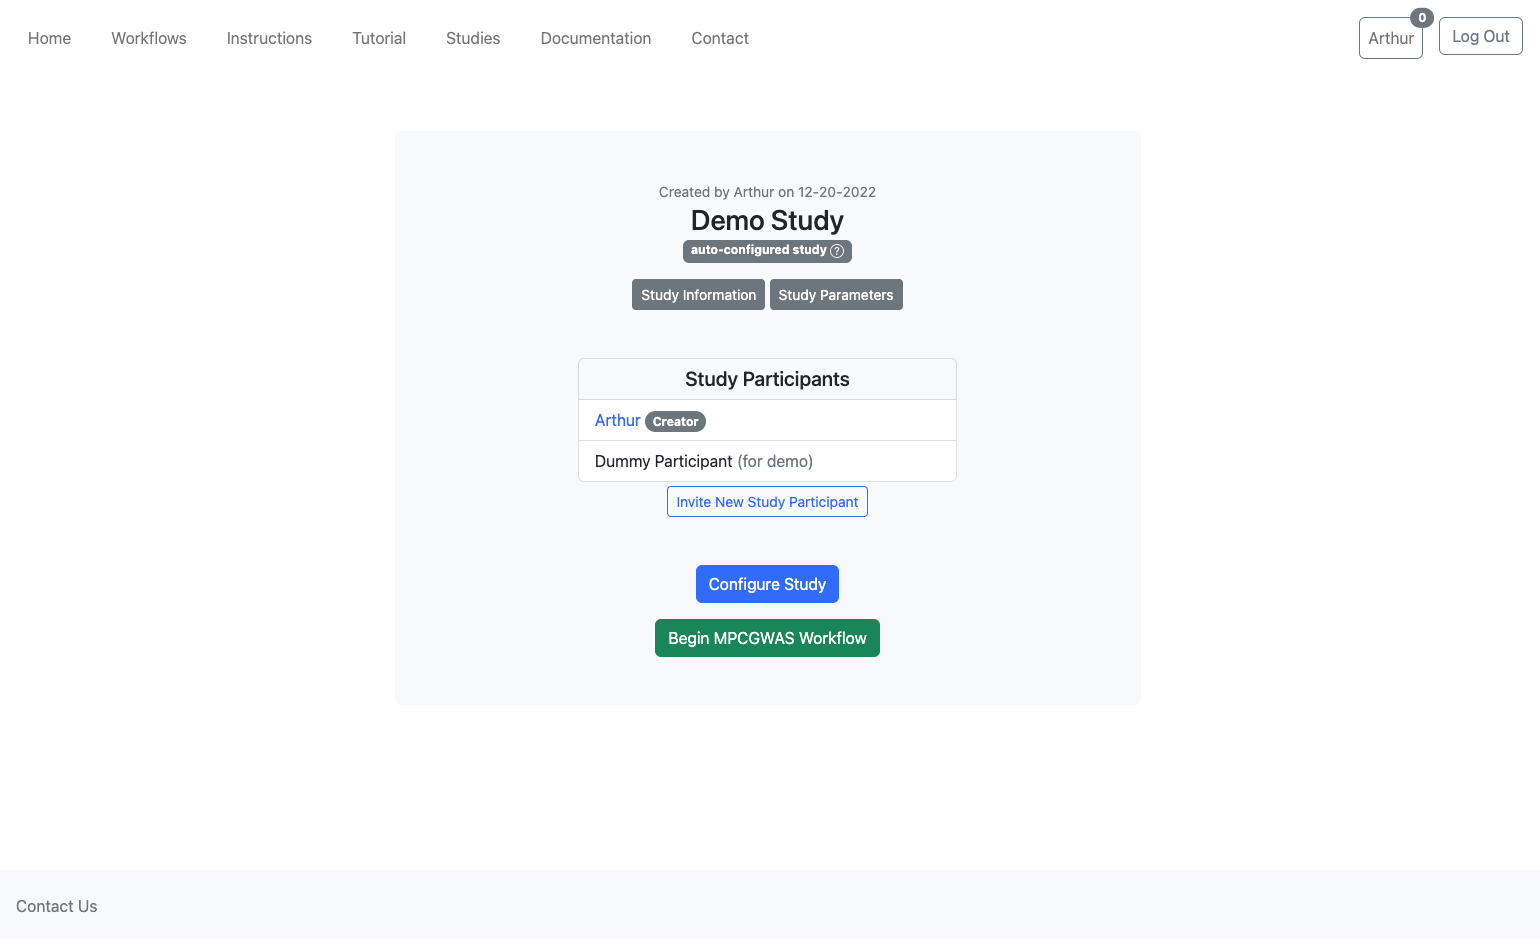 Home Workflows Instructions Tutorial Studies Documentation Contact Arthur 0 Log Out
Created by Arthur on 12-20-2022
Demo Study
auto-configured study ?
Study Information Study Parameters
Study Participants
Arthur Creator
Dummy Participant (for demo)
Invite New Study Participant
Configure Study
Begin MPCGWAS Workflow
Contact Us